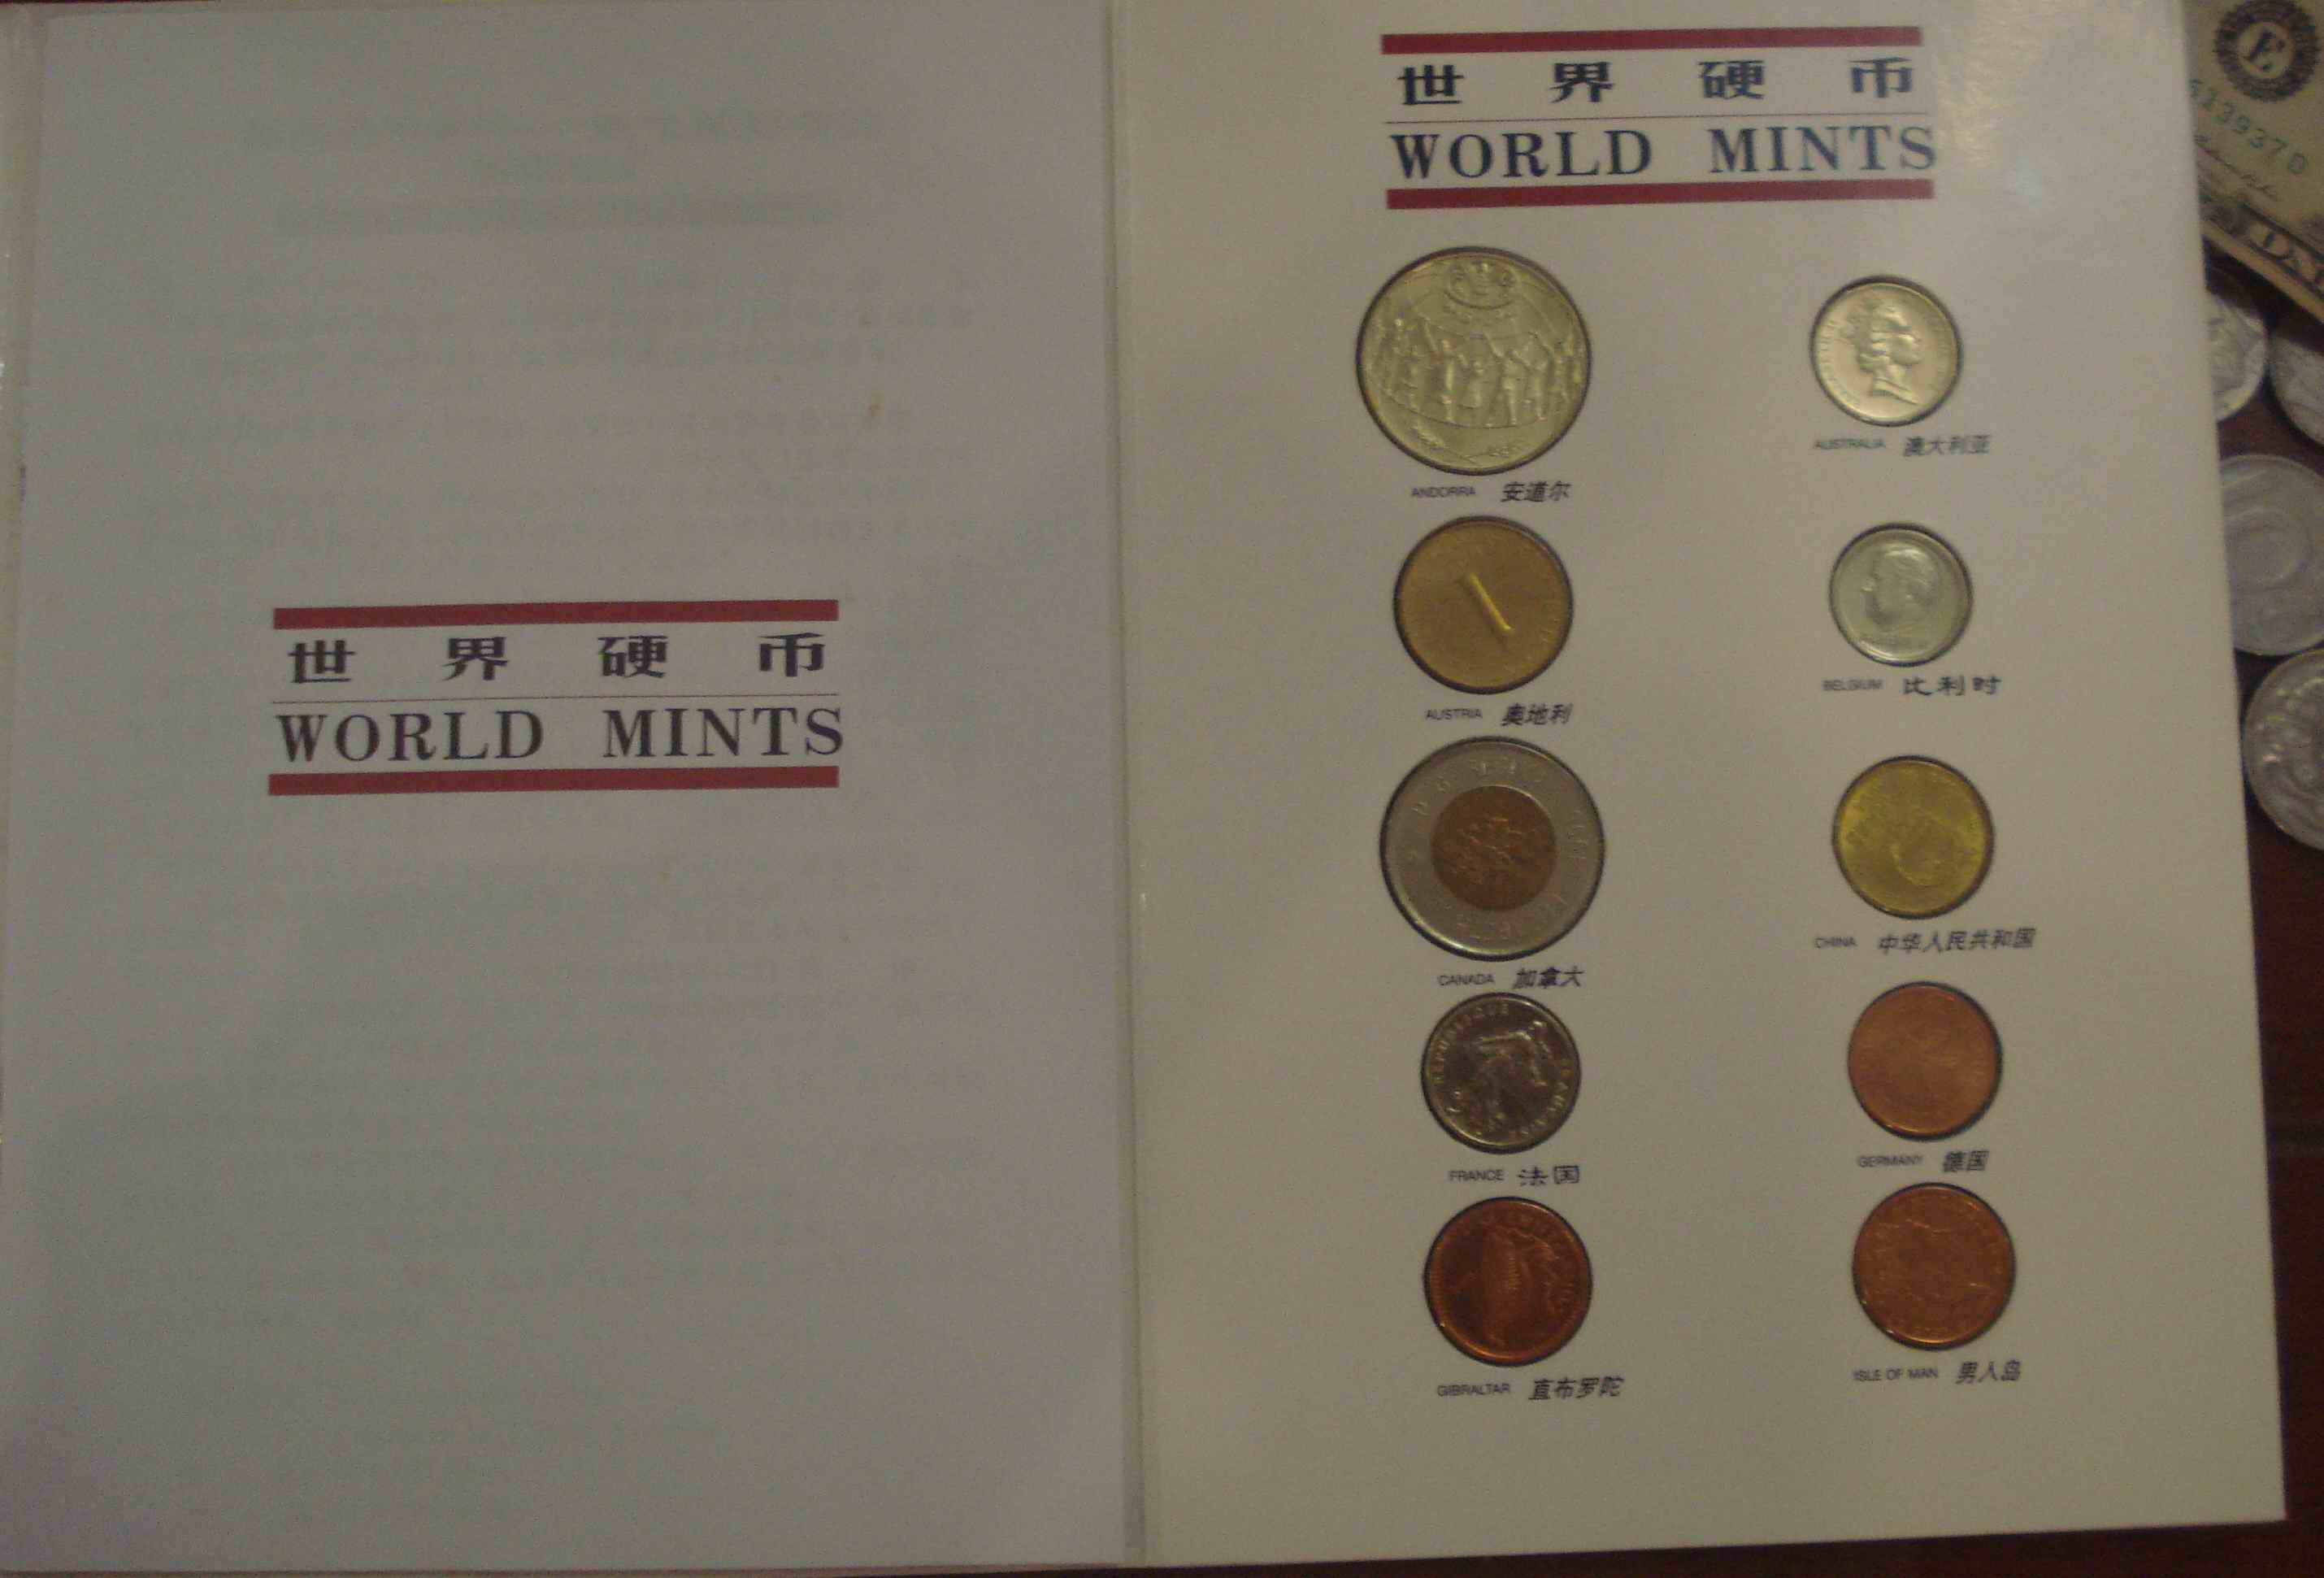 世界硬币
WORLD MINTS
世界硬币
WORLD MINTS
ANDORRA 安道尔
AUSTRALIA 澳大利亚
AUSTRIA 奥地利
BELGIUM 比利时
CANADA 加拿大
CHINA 中华人民共和国
REPUBLIQUE
FRANCE 法国
GERMANY 德国
GIBRALTAR 直布罗陀
ISLE OF MAN 男人岛
E
13937D